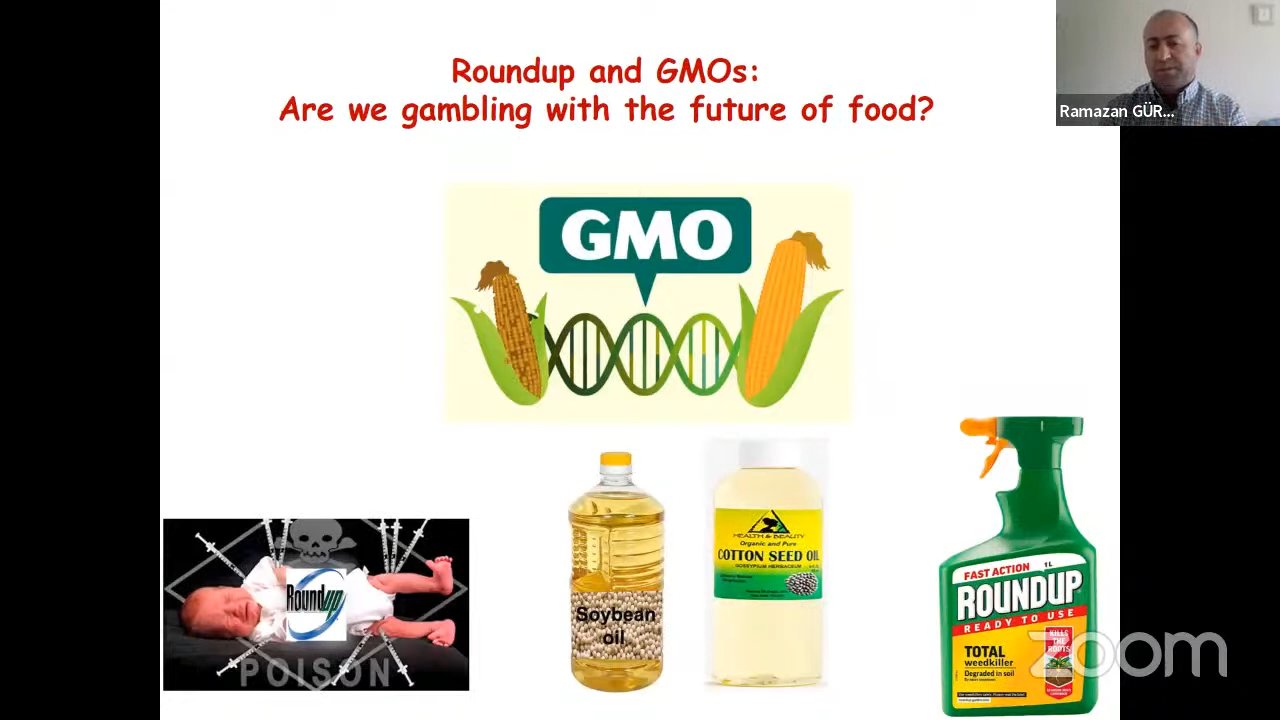 Roundup and GMOs:
Are we gambling with the future of food?
Ramazan GÜR...
GMO
Roundup
POISON
Soybean
oil
HEALTH & BEAUTY
Organic and Pure
COTTON SEED OIL
GOSSYPIUM HERBACEUM
FAST ACTION 1L
ROUNDUP
READY TO USE
TOTAL
weedkiller
Degraded in soil
KILLS
THE
ROOTS
zoom